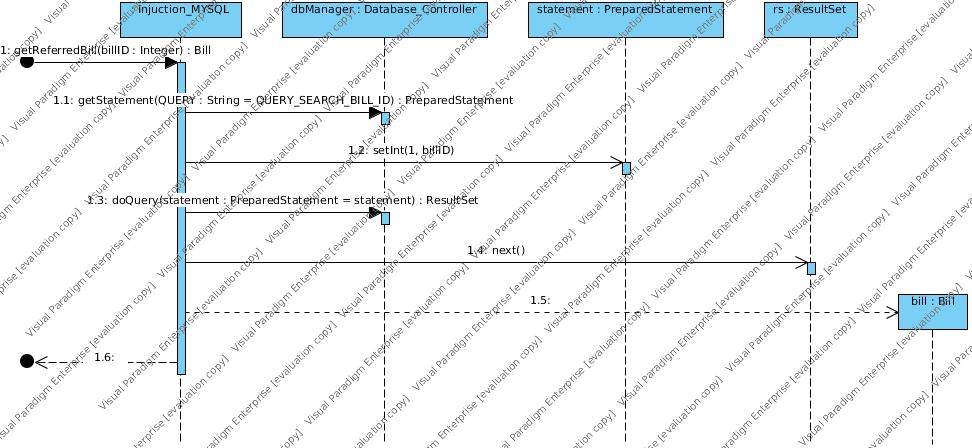 Injuction_MYSQL
dbManager : Database_Controller
statement : PreparedStatement
rs : ResultSet
1: getReferredBill(billID : Integer) : Bill
1.1: getStatement(QUERY : String = QUERY_SEARCH_BILL_ID) : PreparedStatement
1.2: setInt(1, billID)
1.3: doQuery(statement : PreparedStatement = statement) : ResultSet
1.4: next()
1.5:
bill : Bill
1.6:
Visual Paradigm Enterprise [evaluation copy]